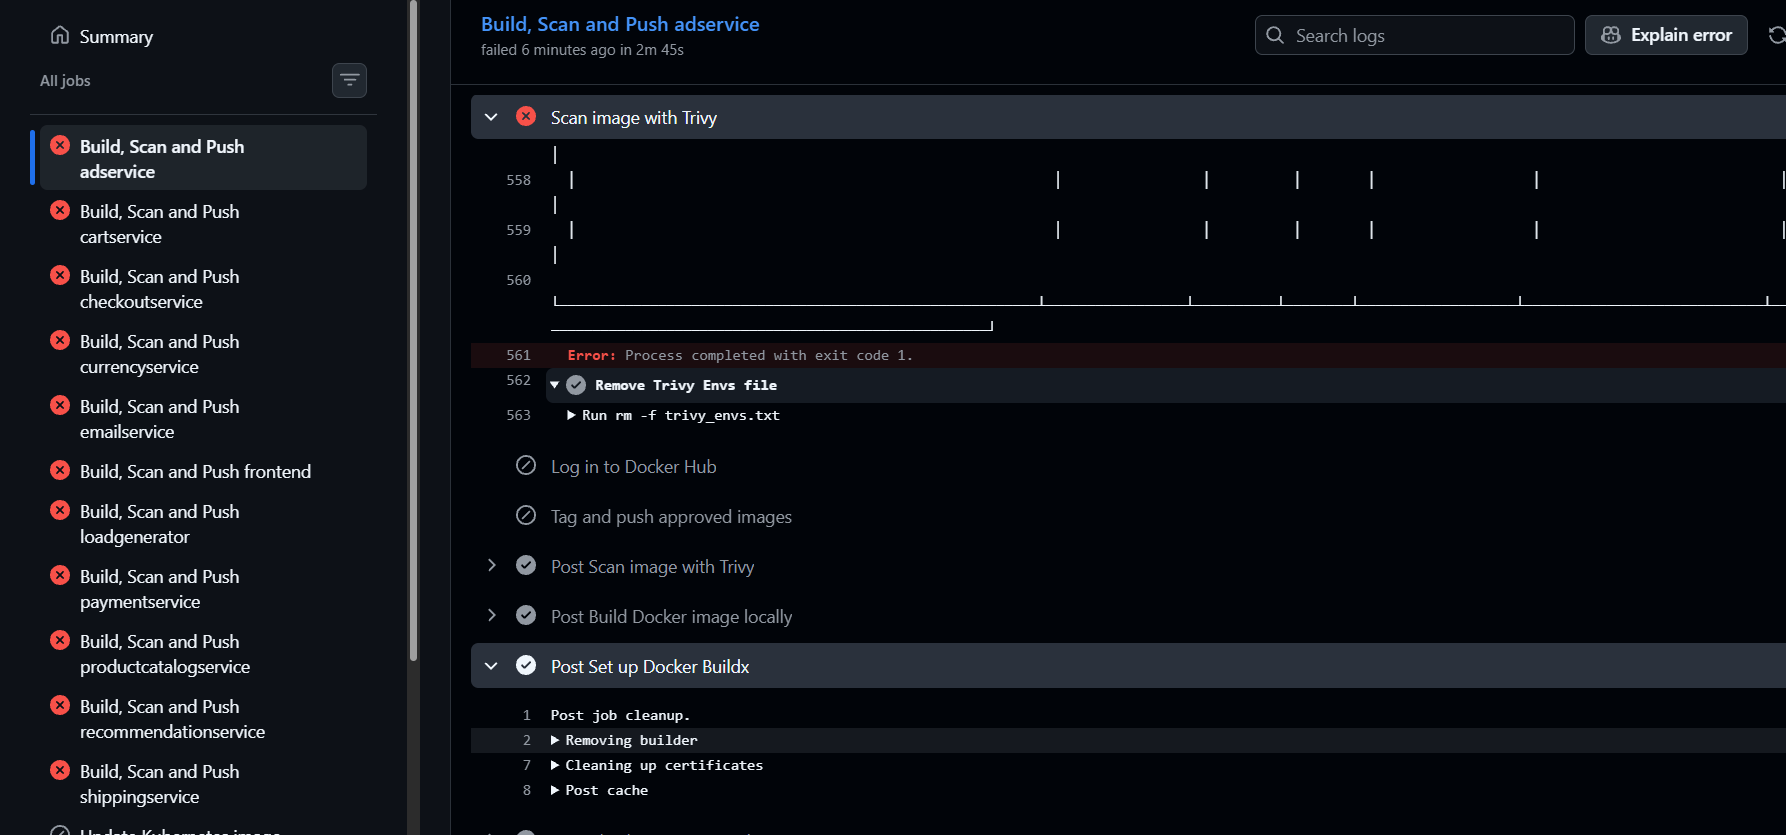 Summary
All jobs
Build, Scan and Push
adservice
Build, Scan and Push
cartservice
Build, Scan and Push
checkoutservice
Build, Scan and Push
currencyservice
Build, Scan and Push
emailservice
Build, Scan and Push frontend
Build, Scan and Push
loadgenerator
Build, Scan and Push
paymentservice
Build, Scan and Push
productcatalogservice
Build, Scan and Push
recommendationservice
Build, Scan and Push
shippingservice
Update Kubernetes image
Build, Scan and Push adservice
failed 6 minutes ago in 2m 45s
Search logs
Explain error
Scan image with Trivy
558
559
560
561 Error: Process completed with exit code 1.
562 Remove Trivy Envs file
563 Run rm -f trivy_envs.txt
Log in to Docker Hub
Tag and push approved images
Post Scan image with Trivy
Post Build Docker image locally
Post Set up Docker Buildx
1 Post job cleanup.
2 Removing builder
7 Cleaning up certificates
8 Post cache